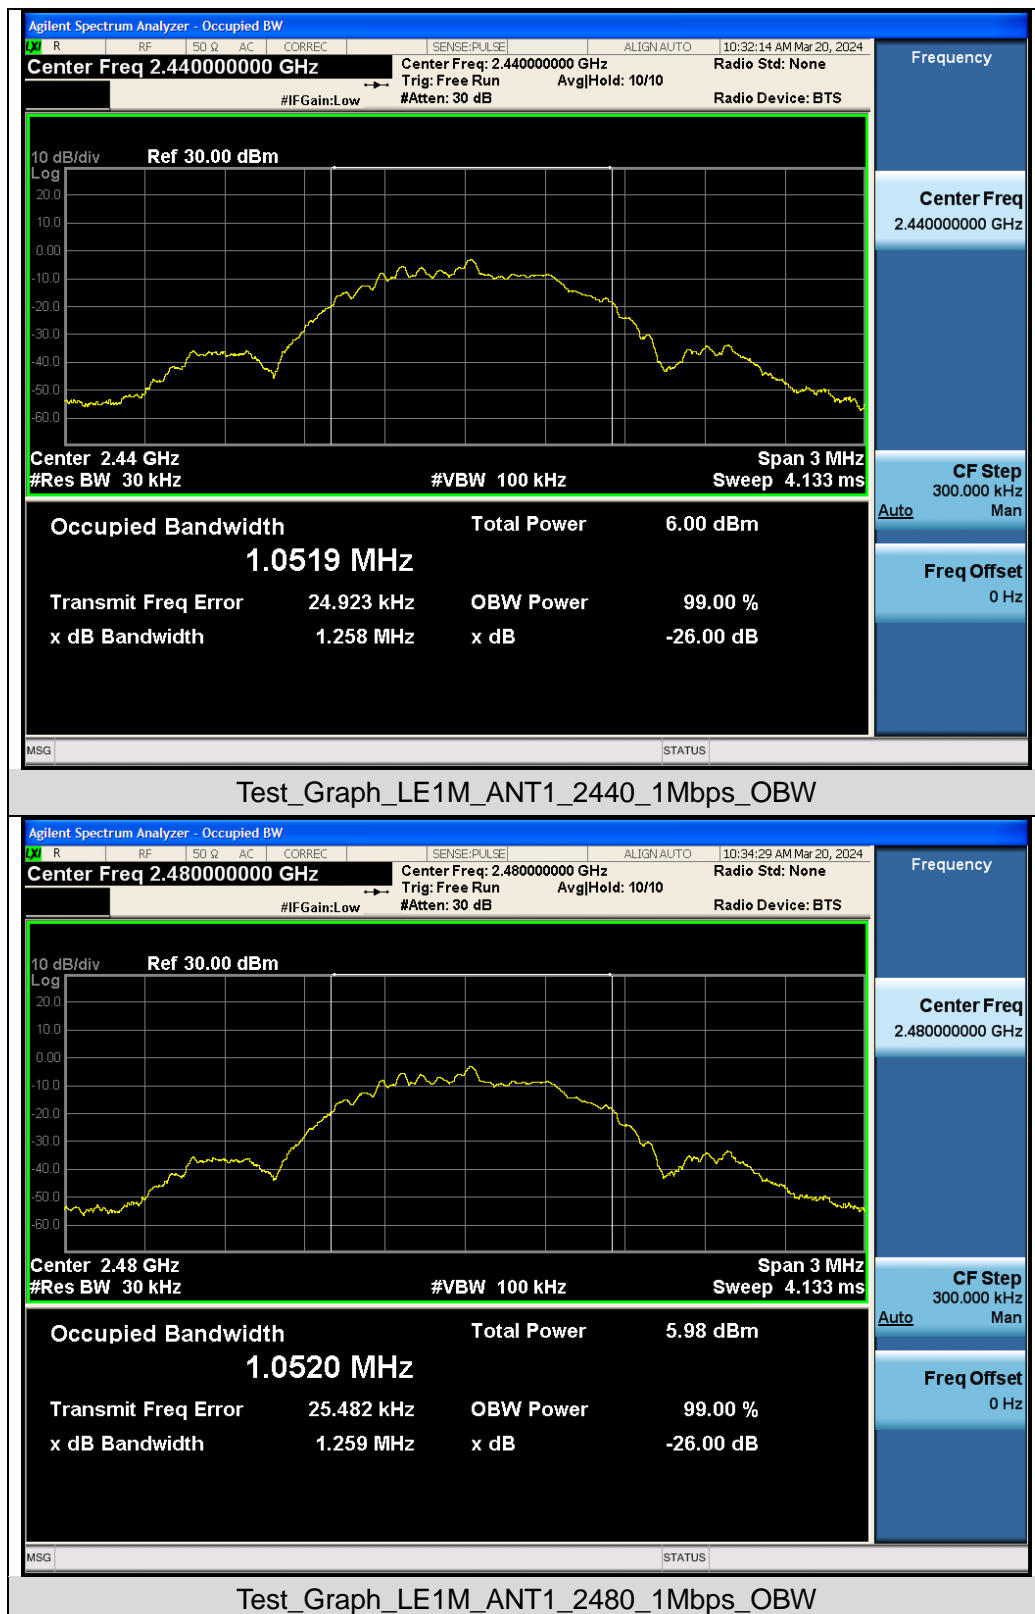 Agilent Spectrum Analyzer - Occupied BW
LXI R RF 50 Ω AC CORREC SENSE:PULSE ALIGN AUTO 10:32:14 AM Mar 20, 2024
Center Freq 2.440000000 GHz
Center Freq: 2.440000000 GHz
Radio Std: None
Trig: Free Run Avg|Hold: 10/10
#IFGain:Low
#Atten: 30 dB
Radio Device: BTS
Frequency
10 dB/div Ref 30.00 dBm
Log
20.0
10.0
0.00
-10.0
-20.0
-30.0
-40.0
-50.0
-60.0
Center Freq
2.440000000 GHz
Center 2.44 GHz Span 3 MHz
#Res BW 30 kHz #VBW 100 kHz Sweep 4.133 ms
CF Step
300.000 kHz
Auto Man
Occupied Bandwidth Total Power 6.00 dBm
1.0519 MHz
Transmit Freq Error 24.923 kHz OBW Power 99.00 %
x dB Bandwidth 1.258 MHz x dB -26.00 dB
Freq Offset
0 Hz
MSG STATUS
Test_Graph_LE1M_ANT1_2440_1Mbps_OBW
Agilent Spectrum Analyzer - Occupied BW
LXI R RF 50 Ω AC CORREC SENSE:PULSE ALIGN AUTO 10:34:29 AM Mar 20, 2024
Center Freq 2.480000000 GHz
Center Freq: 2.480000000 GHz
Radio Std: None
Trig: Free Run Avg|Hold: 10/10
#IFGain:Low
#Atten: 30 dB
Radio Device: BTS
Frequency
10 dB/div Ref 30.00 dBm
Log
20.0
10.0
0.00
-10.0
-20.0
-30.0
-40.0
-50.0
-60.0
Center Freq
2.480000000 GHz
Center 2.48 GHz Span 3 MHz
#Res BW 30 kHz #VBW 100 kHz Sweep 4.133 ms
CF Step
300.000 kHz
Auto Man
Occupied Bandwidth Total Power 5.98 dBm
1.0520 MHz
Transmit Freq Error 25.482 kHz OBW Power 99.00 %
x dB Bandwidth 1.259 MHz x dB -26.00 dB
Freq Offset
0 Hz
MSG STATUS
Test_Graph_LE1M_ANT1_2480_1Mbps_OBW